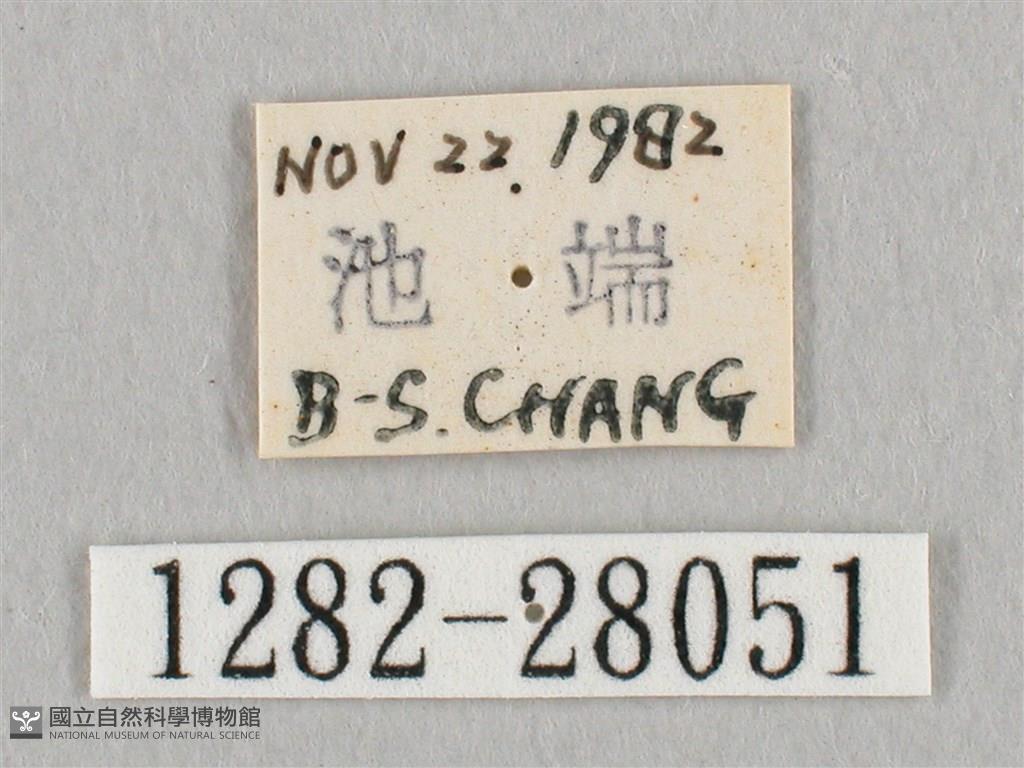 NOV 22. 1982
池端
B-S. CHANG
1282-28051
國立自然科學博物館
NATIONAL MUSEUM OF NATURAL SCIENCE